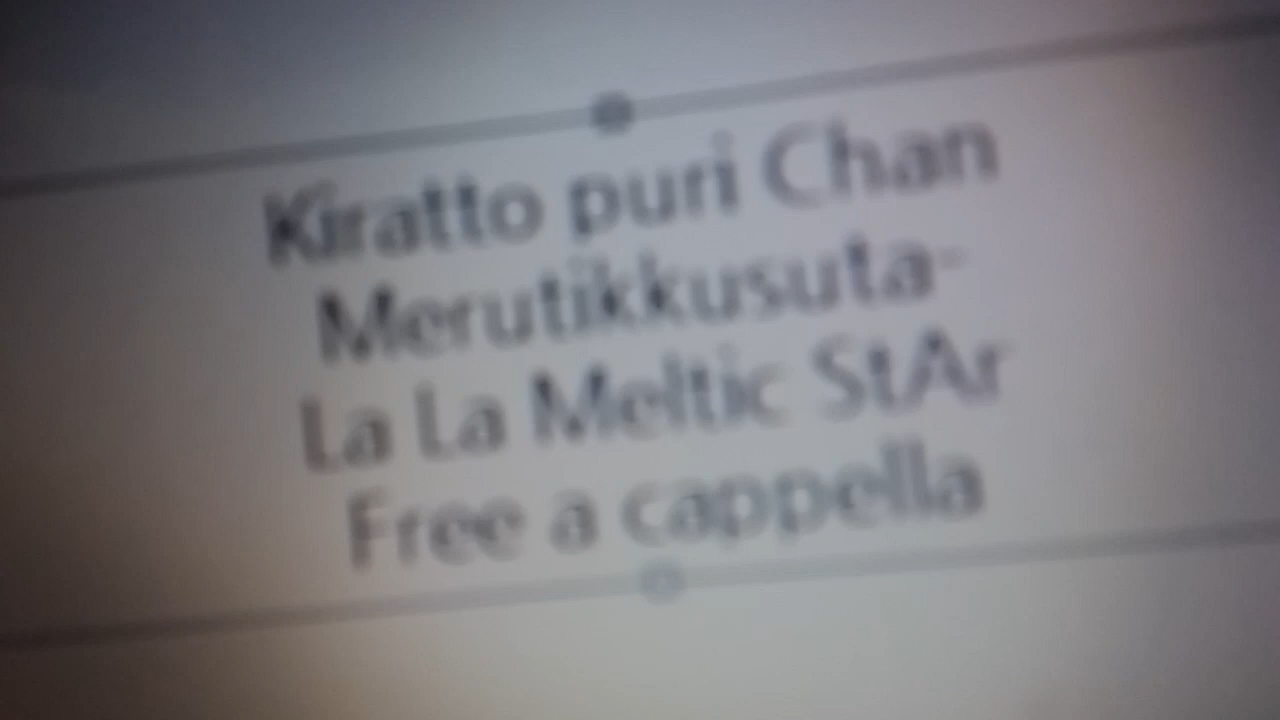 Kiratto puri Chan
Merutikkusuta-
La La Meltic StAr
Free a cappella